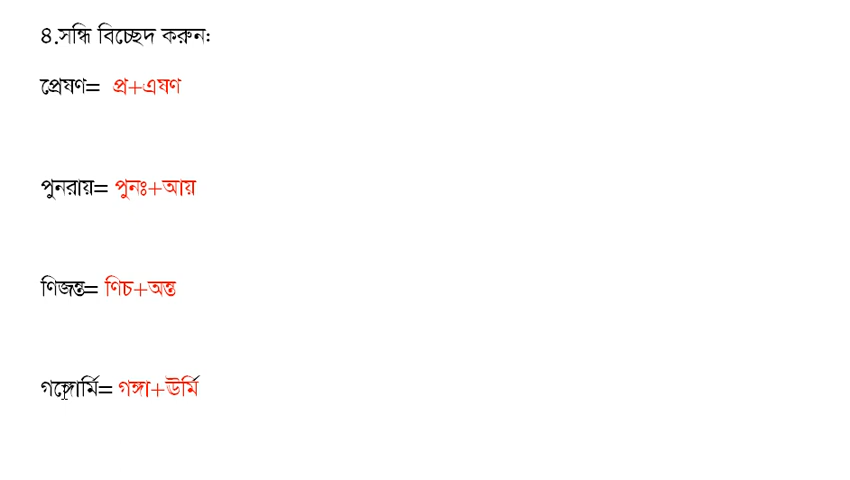 ৪.সন্ধি বিচ্ছেদ করুন:
প্রেষণ= প্র+এষণ
পুনরায়= পুনঃ+আয়
ণিজন্ত= ণিচ+অন্ত
গঙ্গোর্মি= গঙ্গা+ঊর্মি